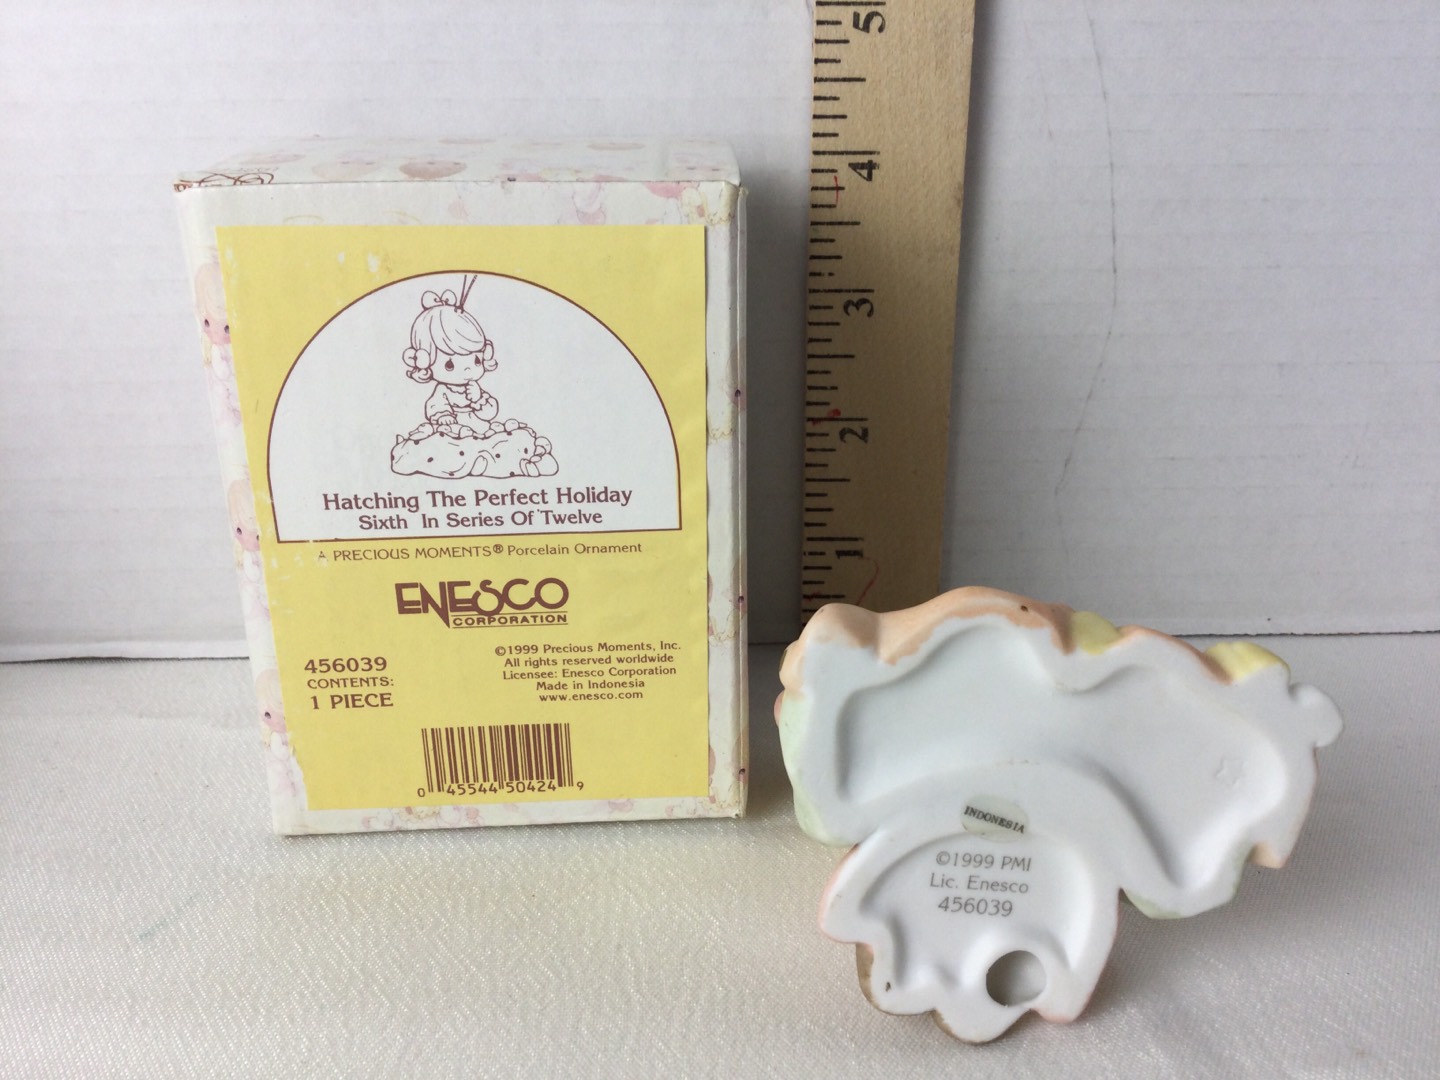 Hatching The Perfect Holiday
Sixth In Series Of Twelve
A PRECIOUS MOMENTS® Porcelain Ornament
ENESCO
CORPORATION
456039
CONTENTS:
1 PIECE
©1999 Precious Moments, Inc.
All rights reserved worldwide
Licensee: Enesco Corporation
Made in Indonesia
www.enesco.com
0 45544 50424 9
5
4
3
2
1
INDONESIA
©1999 PMI
Lic. Enesco
456039